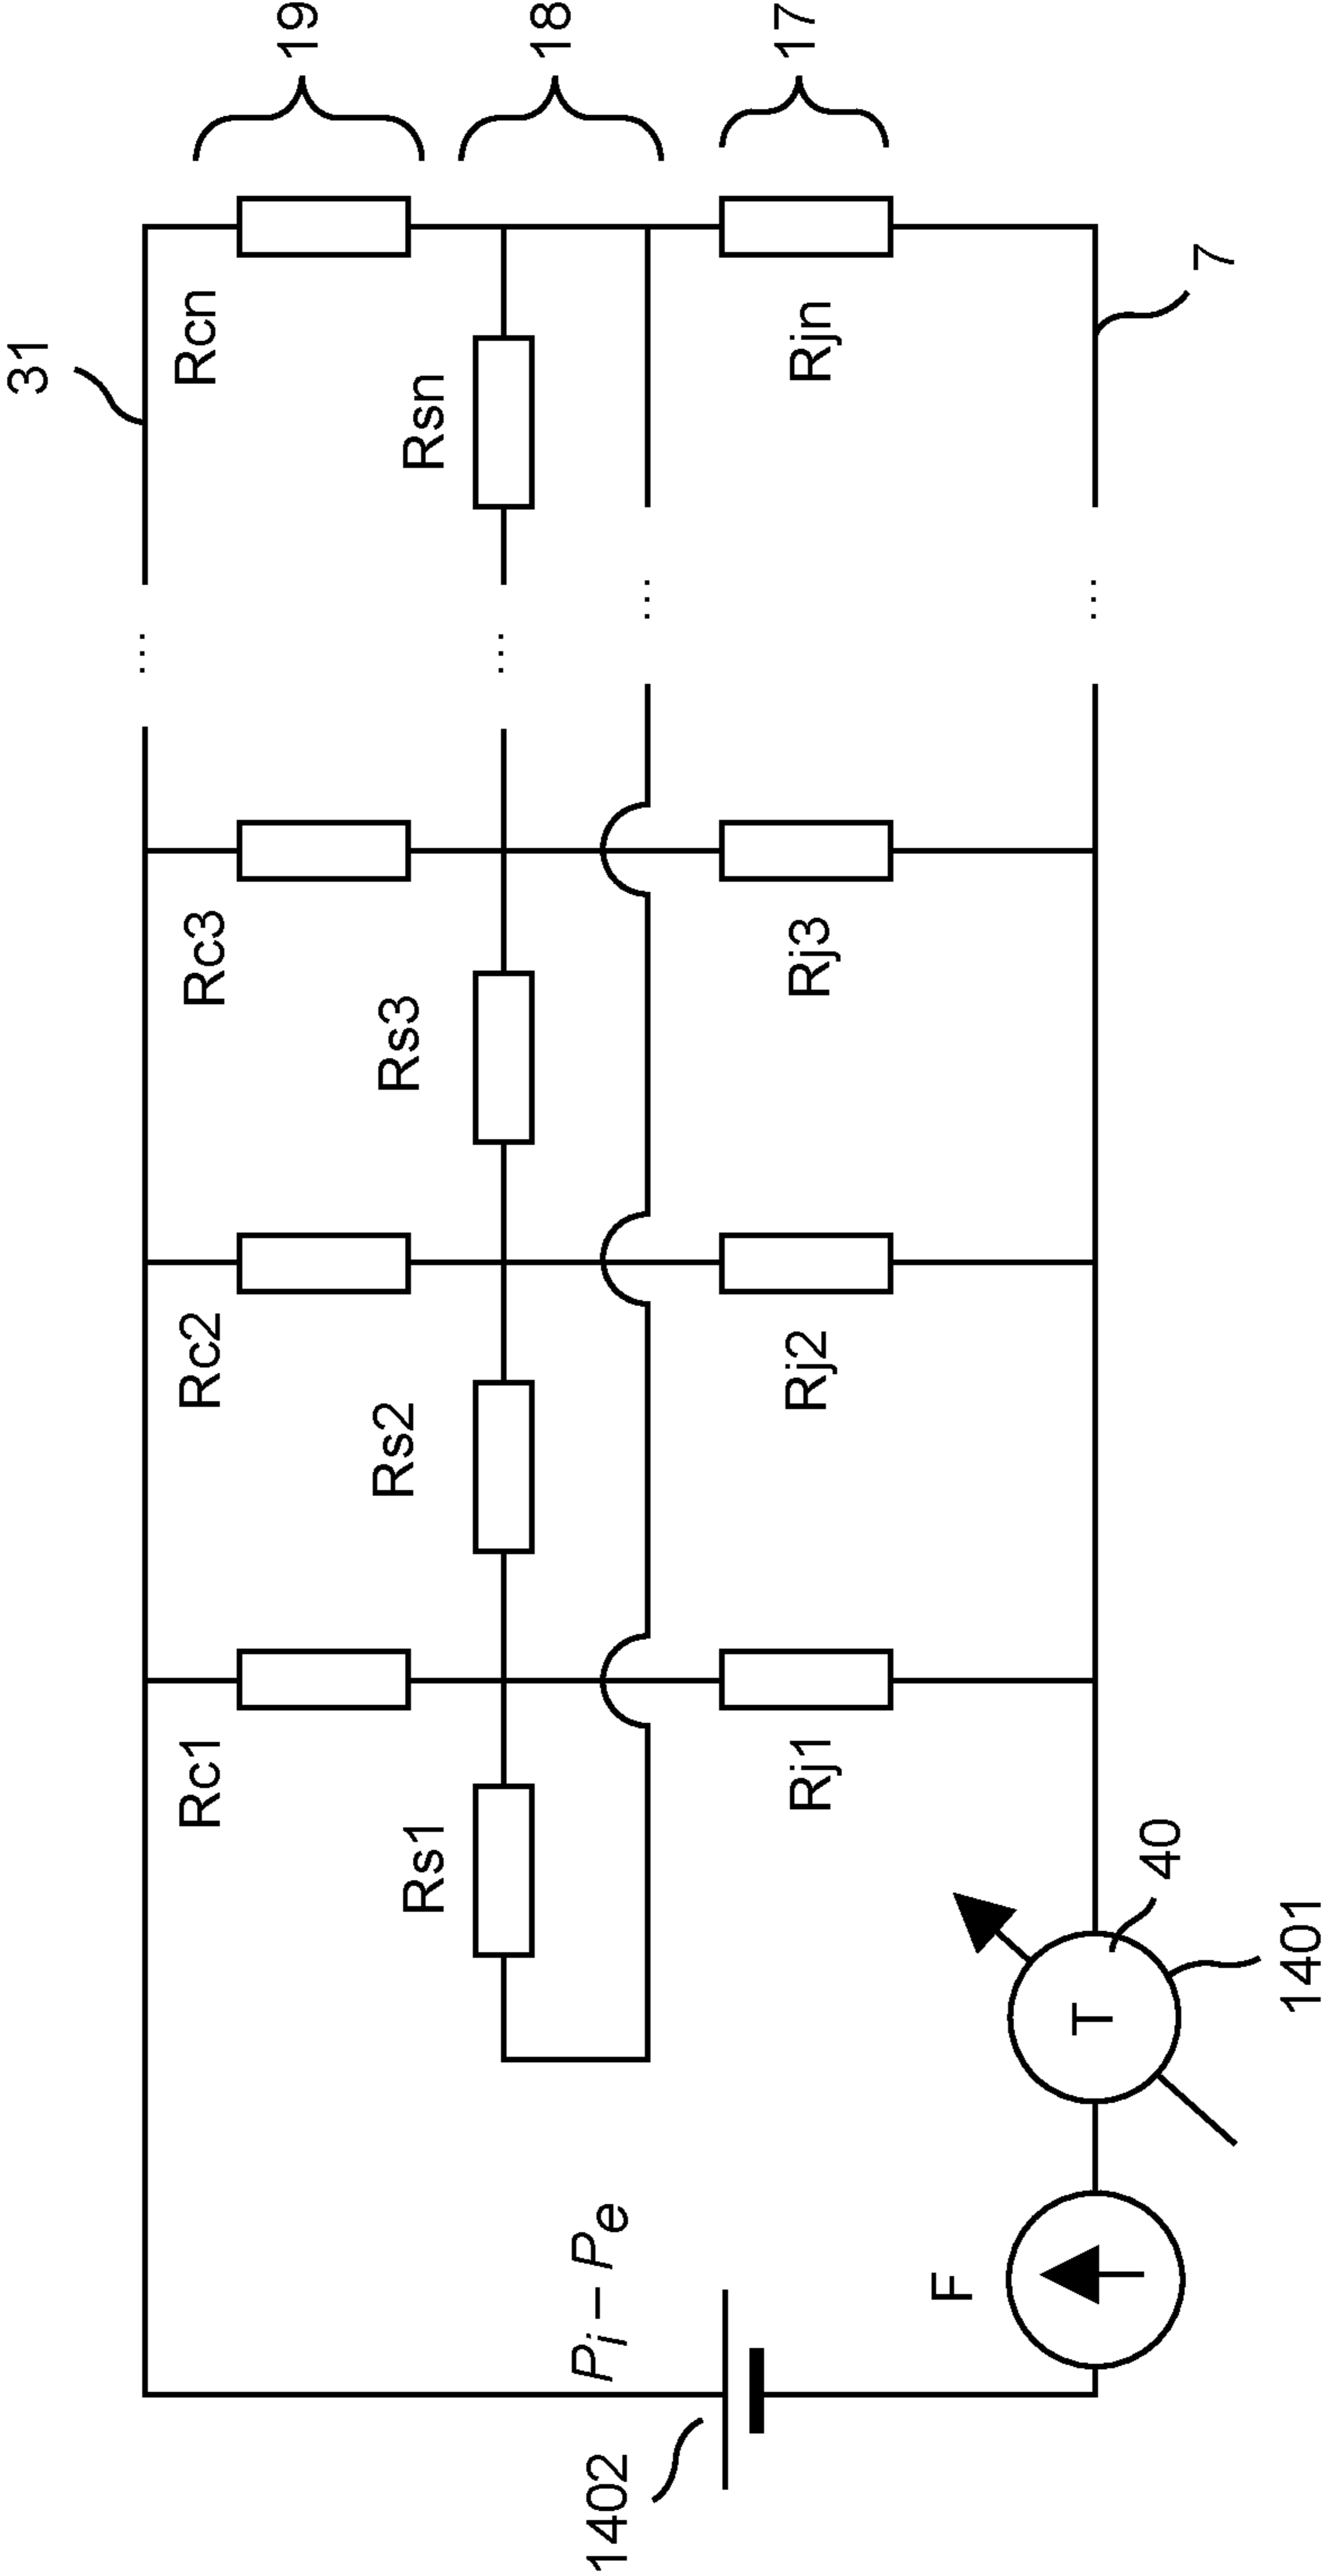 31
19
18
17
7
Rcn
Rsn
Rjn
...
...
...
...
Rc3
Rs3
Rj3
Rc2
Rs2
Rj2
Rc1
Rs1
Rj1
40
1401
T
F
Pi – Pe
1402